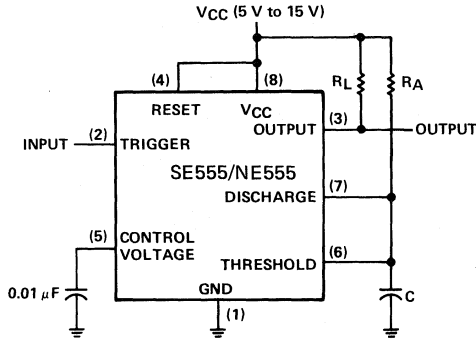 VCC (5 V to 15 V)
(4)
(8)
RL
RA
RESET
VCC
(3)
OUTPUT
OUTPUT
INPUT
(2)
TRIGGER
SE555/NE555
(7)
DISCHARGE
(5)
CONTROL
VOLTAGE
(6)
THRESHOLD
0.01 μF
GND
C
(1)